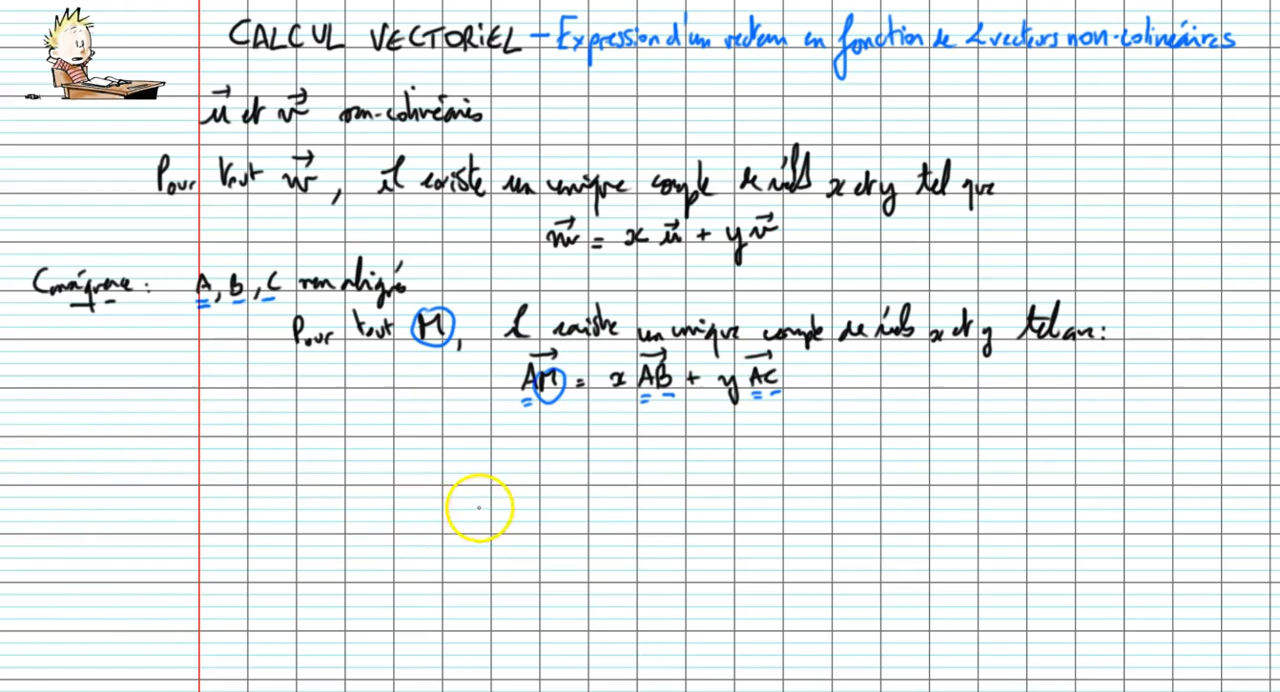 CALCUL VECTORIEL - Expression d'un vecteur en fonction de 2 vecteurs non-colinéaires
u⃗ et v⃗ non-colinéaires
Pour tout w⃗, il existe un unique couple de réels x et y tel que
w⃗ = x u⃗ + y v⃗
Conséquence : A, B, C non alignés
Pour tout M, il existe un unique couple de réels x et y tel que :
AM⃗ = x AB⃗ + y AC⃗